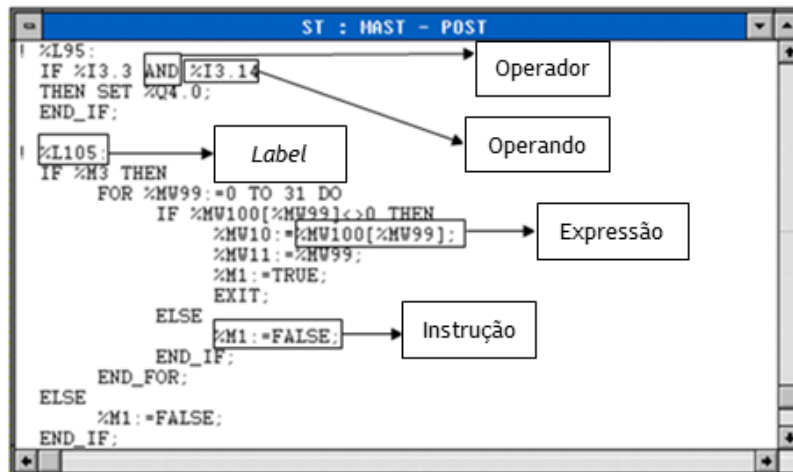 ST : MAST - POST
! %L95:
IF %I3.3 AND %I3.14
THEN SET %Q4.0;
END_IF;
Operador
Operando
! %L105:
Label
IF %M3 THEN
FOR %MW99:=0 TO 31 DO
IF %MW100[%MW99]<>0 THEN
%MW10:=%MW100[%MW99];
Expressão
%MW11:=%MW99;
%M1:=TRUE;
EXIT;
ELSE
%M1:=FALSE;
Instrução
END_IF;
END_FOR;
ELSE
%M1:=FALSE;
END_IF;